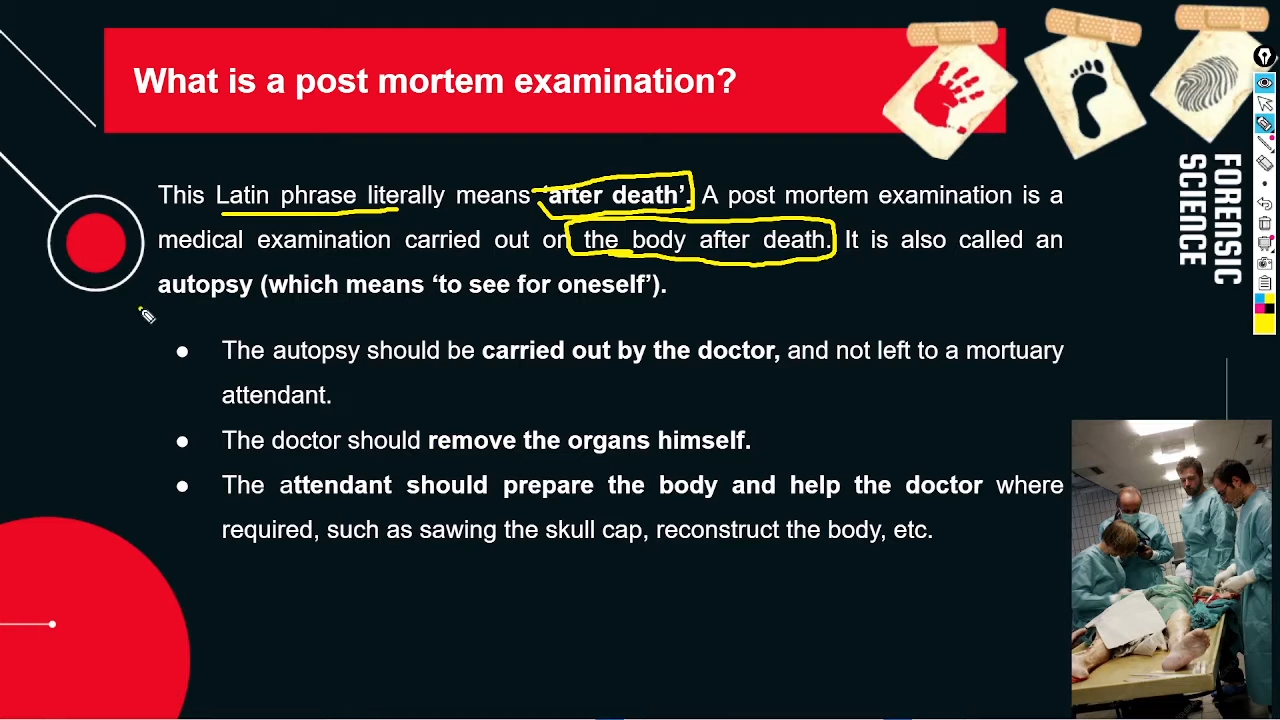 What is a post mortem examination?
This Latin phrase literally means ‘after death’. A post mortem examination is a
medical examination carried out on the body after death. It is also called an
autopsy (which means ‘to see for oneself’).
● The autopsy should be carried out by the doctor, and not left to a mortuary
attendant.
● The doctor should remove the organs himself.
● The attendant should prepare the body and help the doctor where
required, such as sawing the skull cap, reconstruct the body, etc.
FORENSIC
SCIENCE